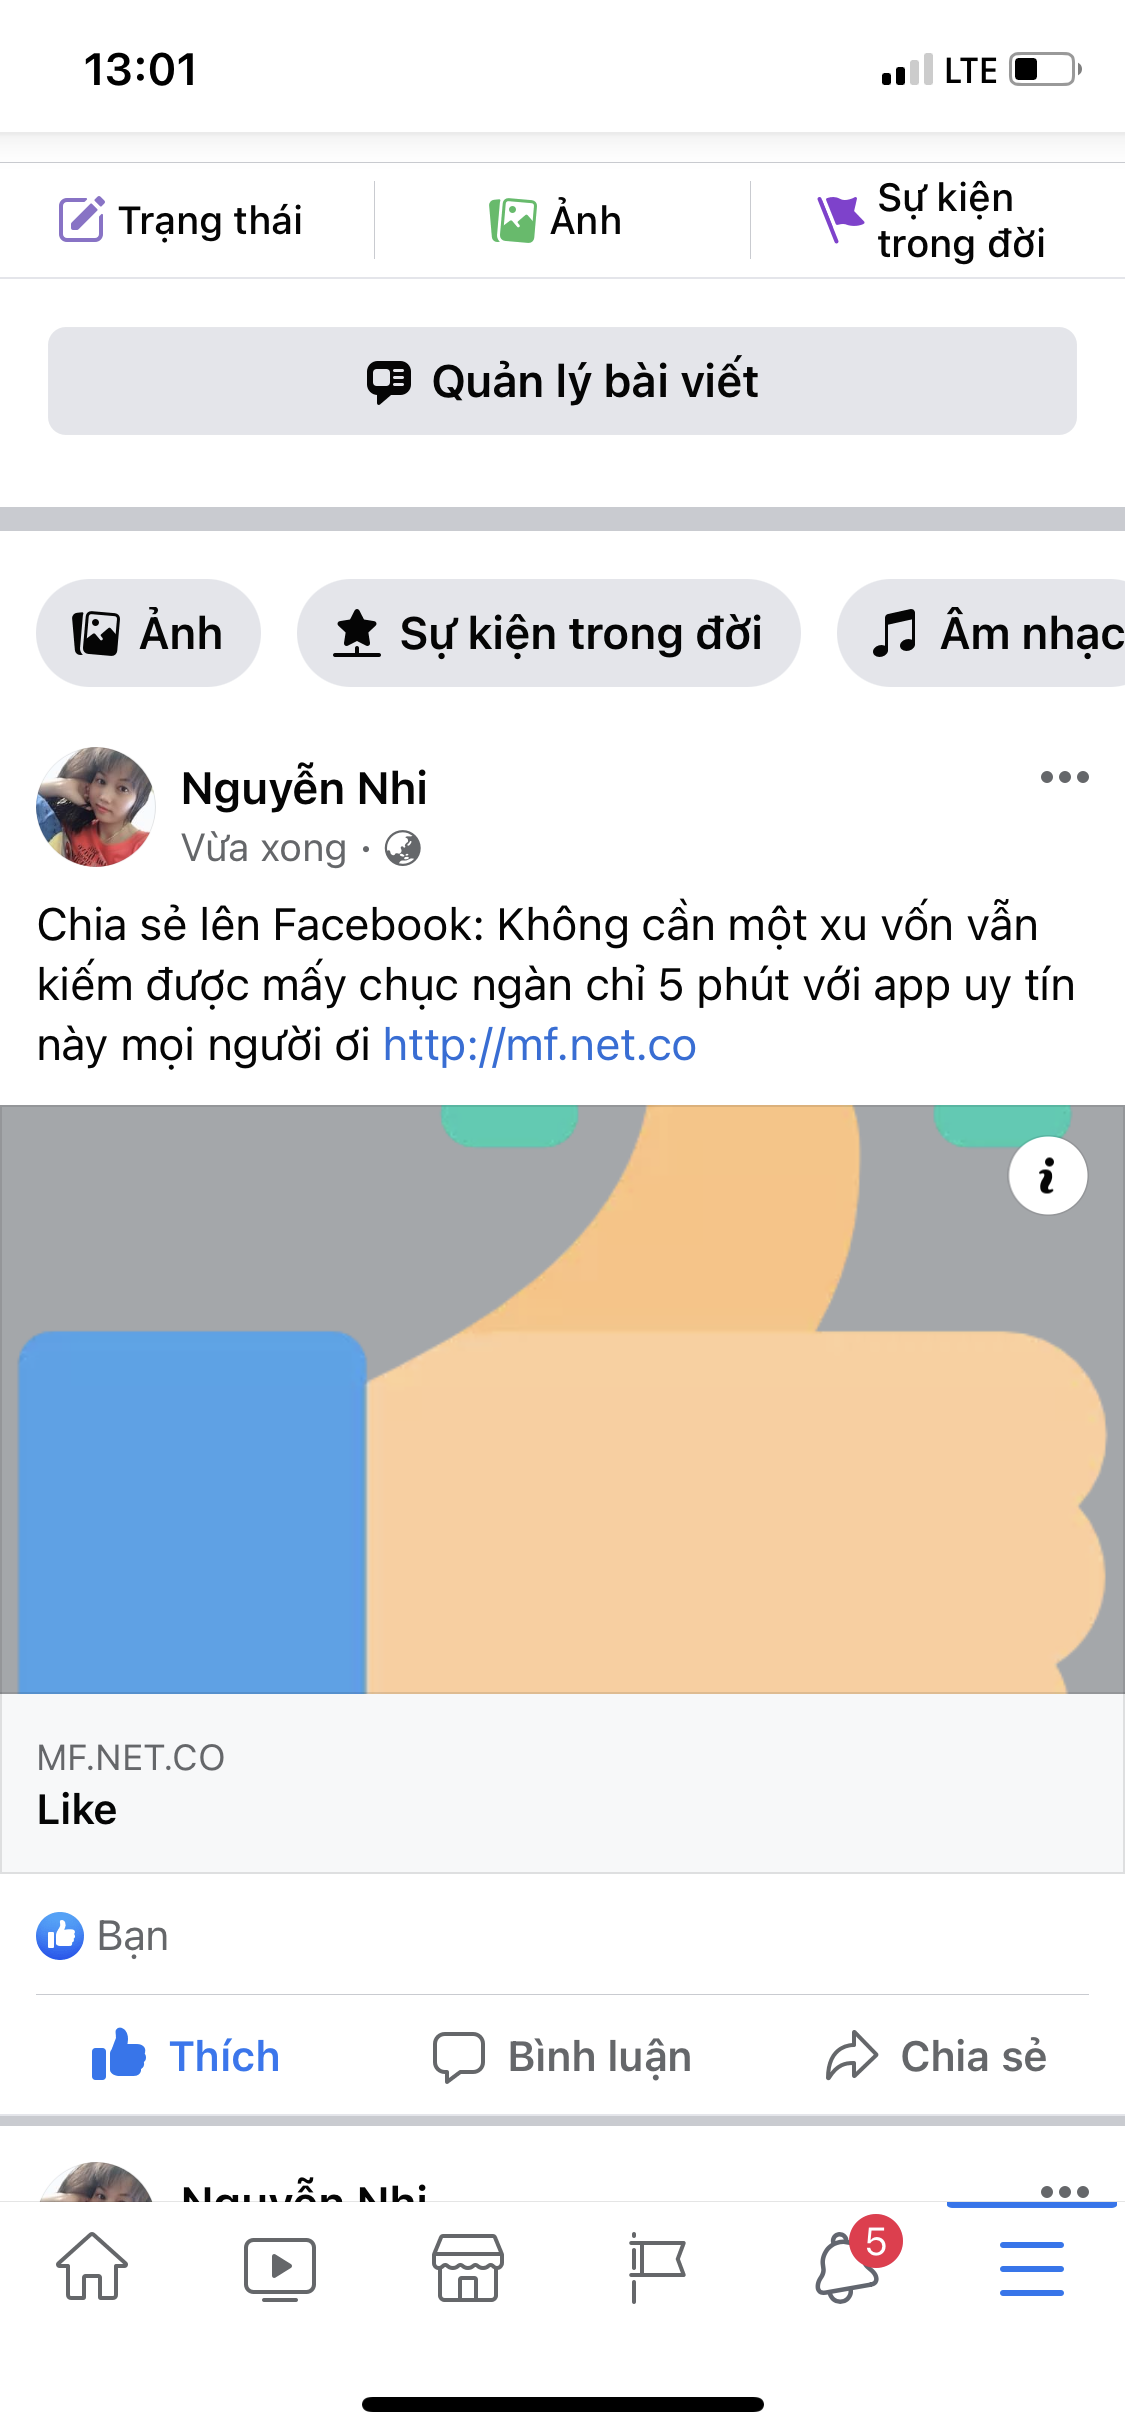 13:01
LTE
Trạng thái
Ảnh
Sự kiện
trong đời
Quản lý bài viết
Ảnh
Sự kiện trong đời
Âm nhạc
Nguyễn Nhi
Vừa xong ·
Chia sẻ lên Facebook: Không cần một xu vốn vẫn
kiếm được mấy chục ngàn chỉ 5 phút với app uy tín
này mọi người ơi http://mf.net.co
i
MF.NET.CO
Like
Bạn
Thích
Bình luận
Chia sẻ
Nguyễn Nhi
5